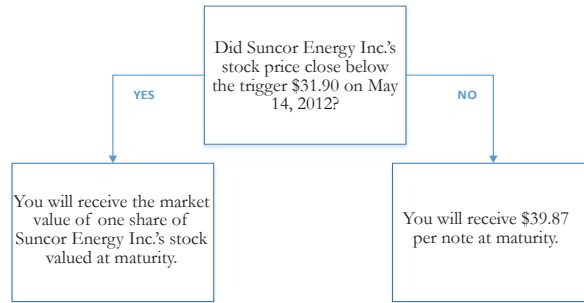 Did Suncor Energy Inc.'s
stock price close below
the trigger $31.90 on May
14, 2012?
YES
NO
You will receive the market
value of one share of
Suncor Energy Inc.'s stock
valued at maturity.
You will receive $39.87
per note at maturity.